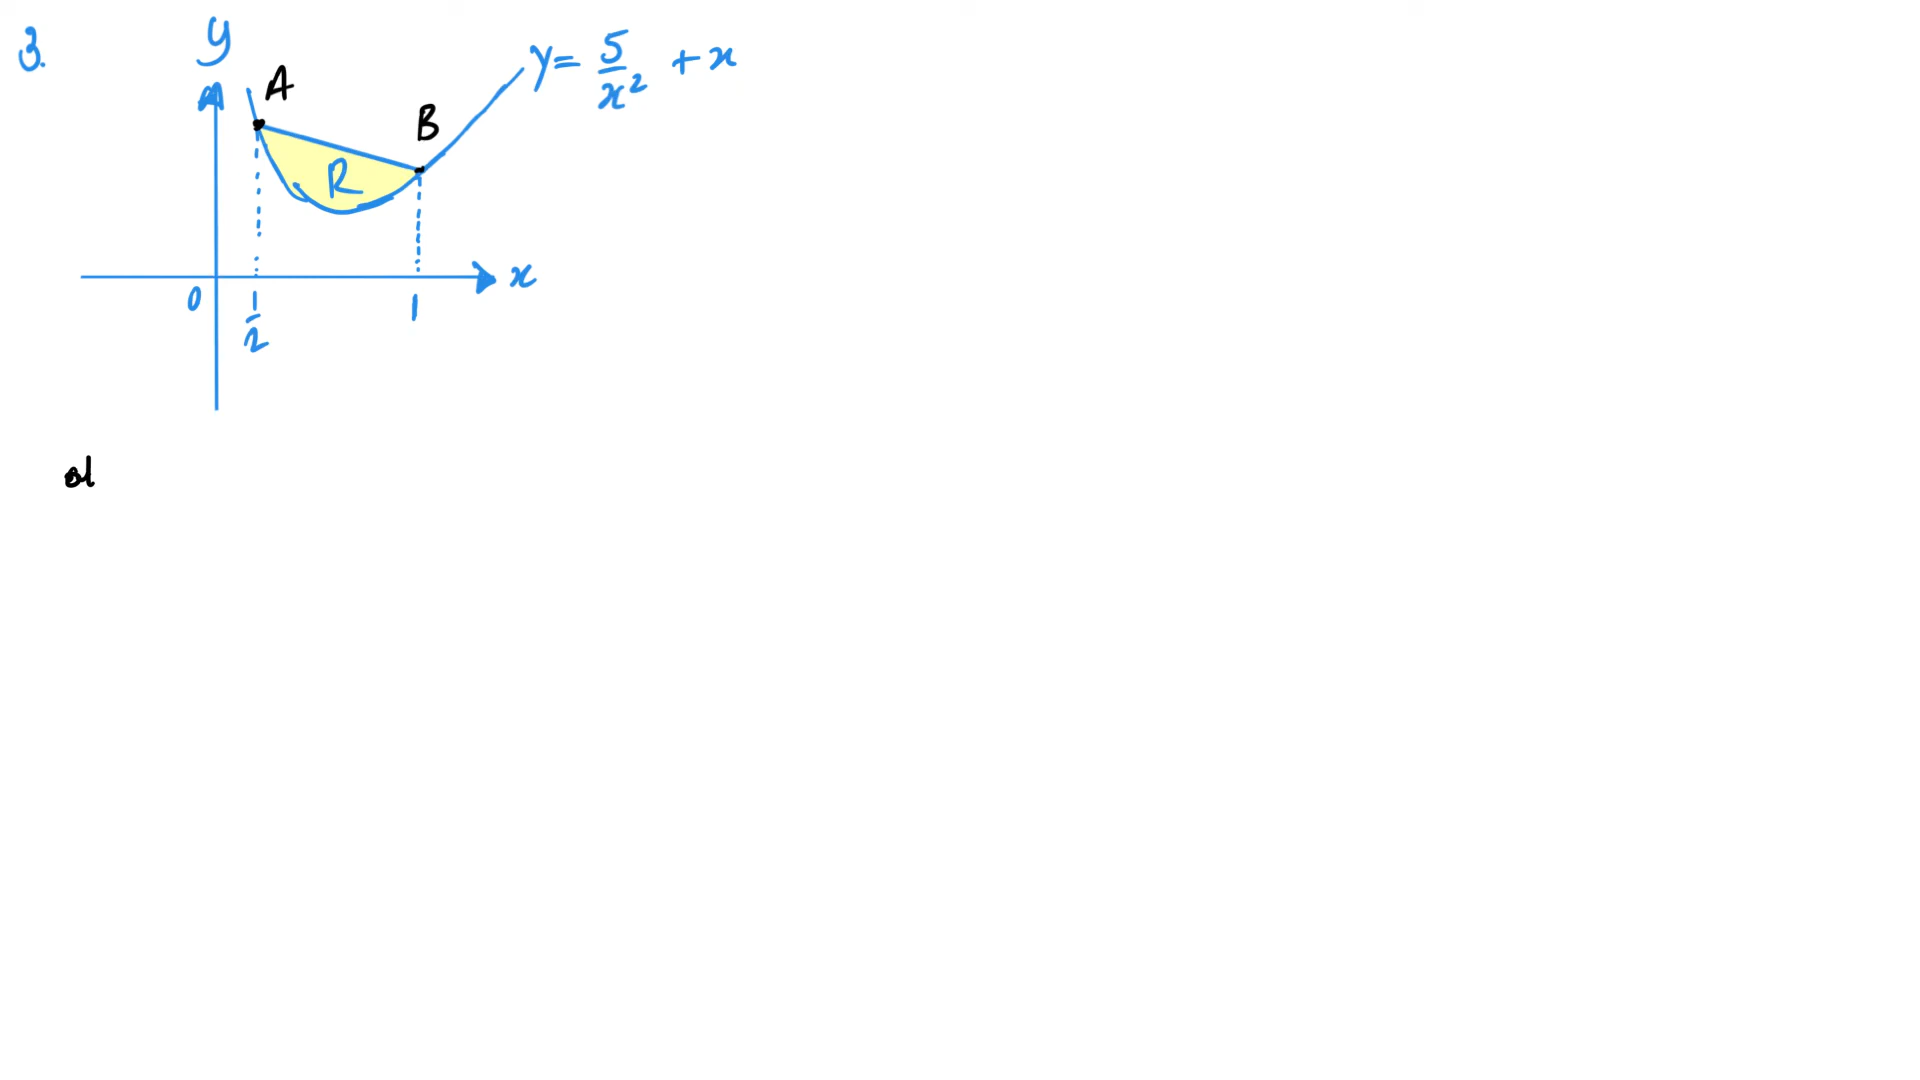 3.
y
A
B
y = 5/x² + x
R
x
0
1/2
1